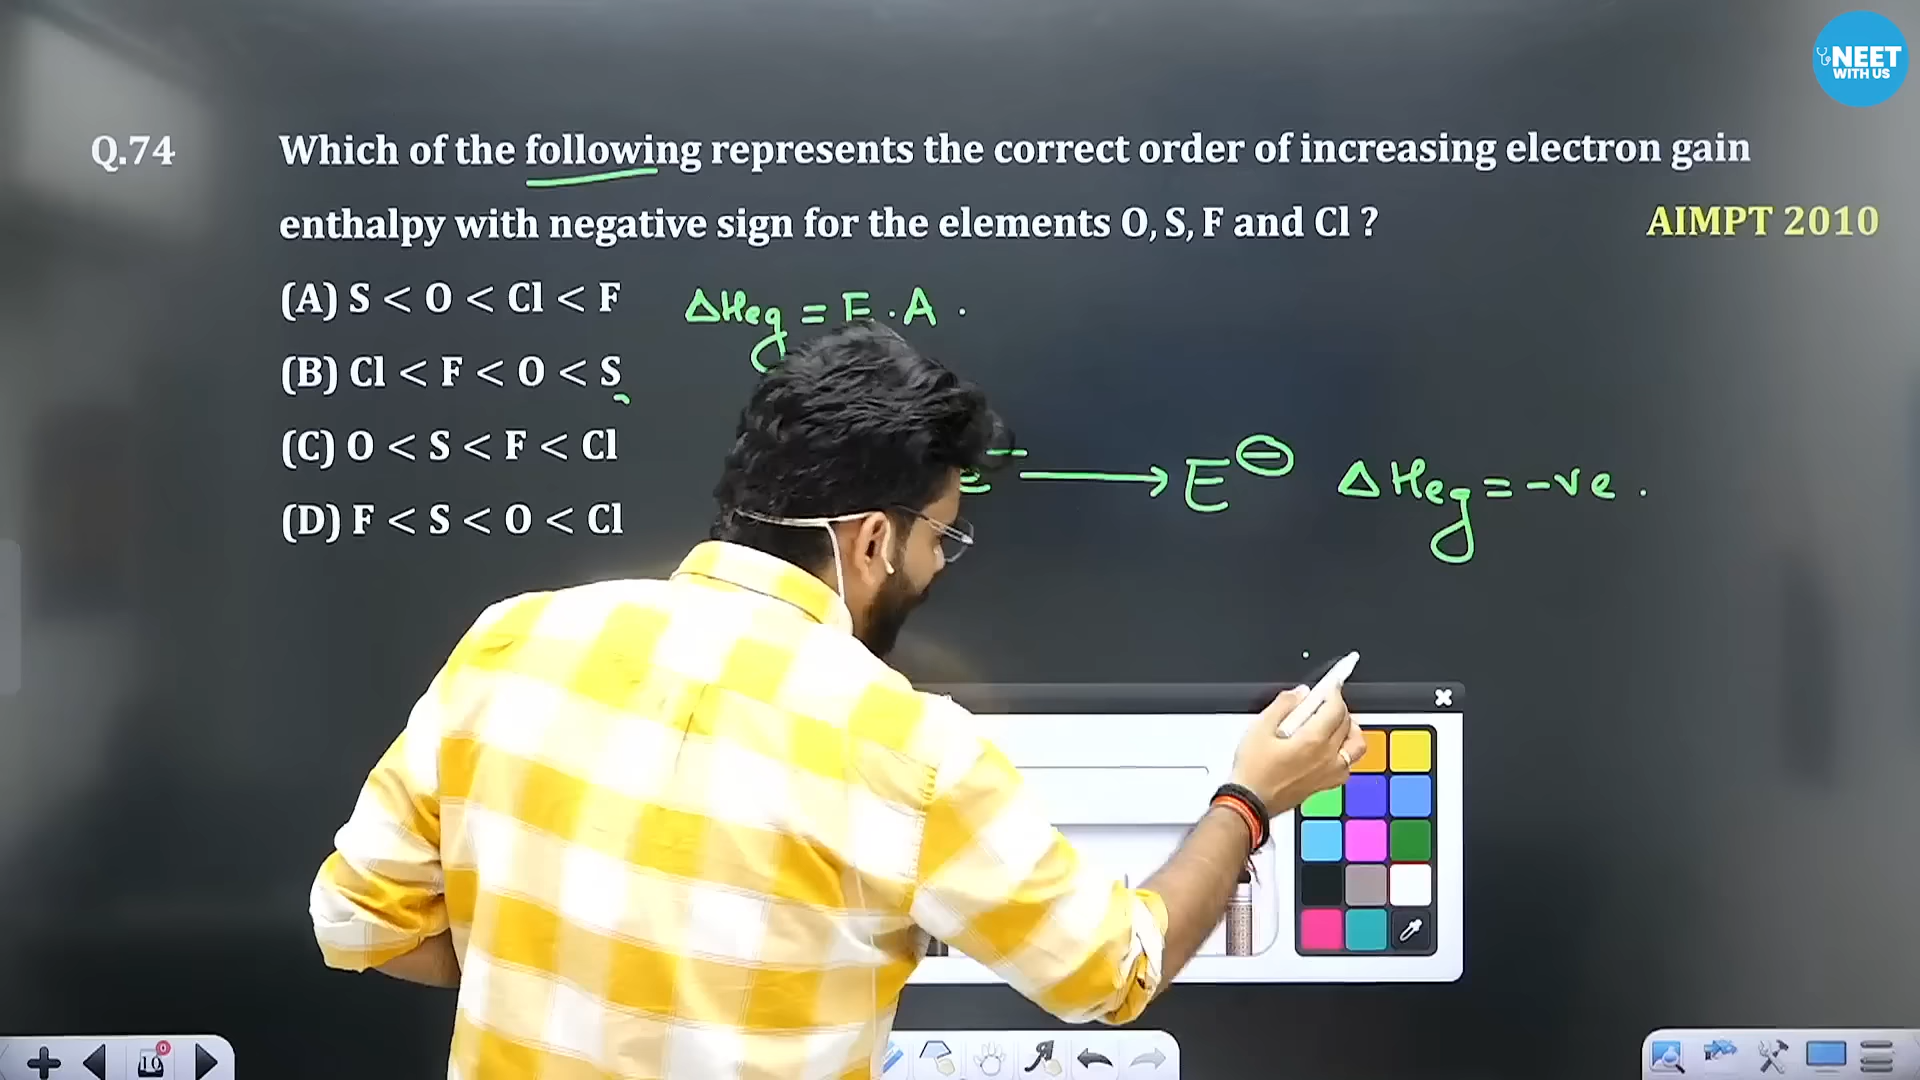 NEET
WITH US
Q.74 Which of the following represents the correct order of increasing electron gain
enthalpy with negative sign for the elements O, S, F and Cl ?
AIMPT 2010
(A) S < O < Cl < F
(B) Cl < F < O < S
(C) O < S < F < Cl
(D) F < S < O < Cl
ΔHeg = E.A.
e⁻ ⟶ E⊖ ΔHeg = -ve.
10